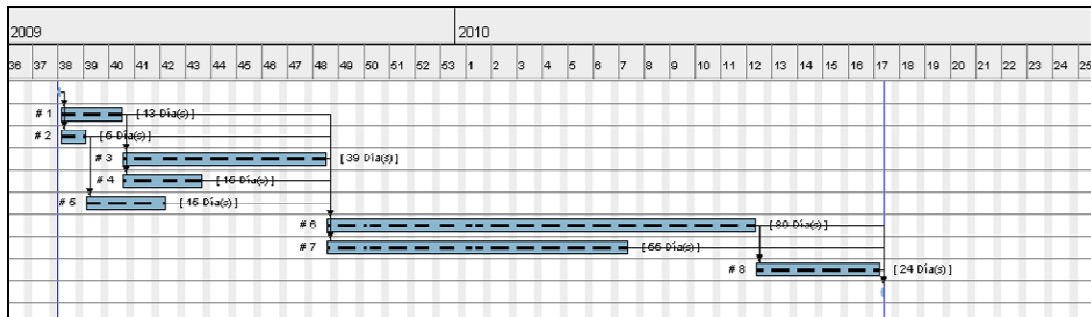 2009 2010
36 37 38 39 40 41 42 43 44 45 46 47 48 49 50 51 52 53 1 2 3 4 5 6 7 8 9 10 11 12 13 14 15 16 17 18 19 20 21 22 23 24 25
# 1 [ 13 Día(s) ]
# 2 [ 5 Día(s) ]
# 3 [ 39 Día(s) ]
# 4 [ 15 Día(s) ]
# 5 [ 15 Día(s) ]
# 6 [ 80 Día(s) ]
# 7 [ 55 Día(s) ]
# 8 [ 24 Día(s) ]